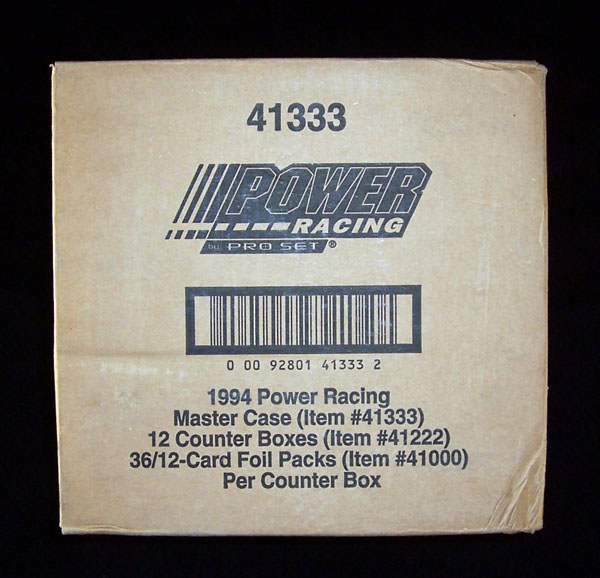 41333
POWER
RACING
by PRO SET ®
0 00 92801 41333 2
1994 Power Racing
Master Case (Item #41333)
12 Counter Boxes (Item #41222)
36/12-Card Foil Packs (Item #41000)
Per Counter Box